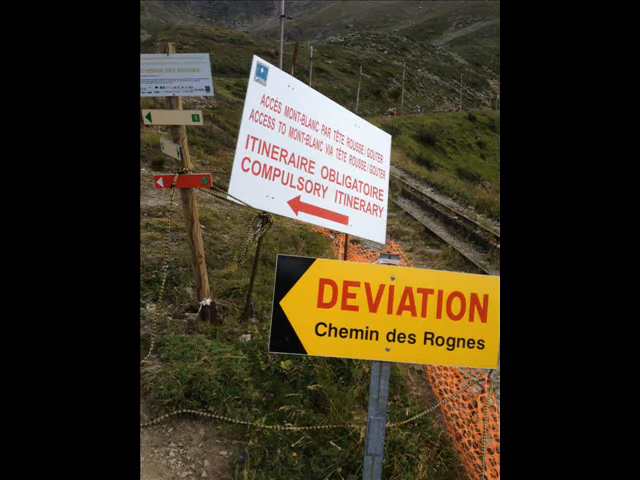 ACCÈS MONT-BLANC PAR TÊTE ROUSSE / GOUTER
ACCESS TO MONT-BLANC VIA TÊTE ROUSSE / GOUTER
ITINERAIRE OBLIGATOIRE
COMPULSORY ITINERARY
DEVIATION
Chemin des Rognes